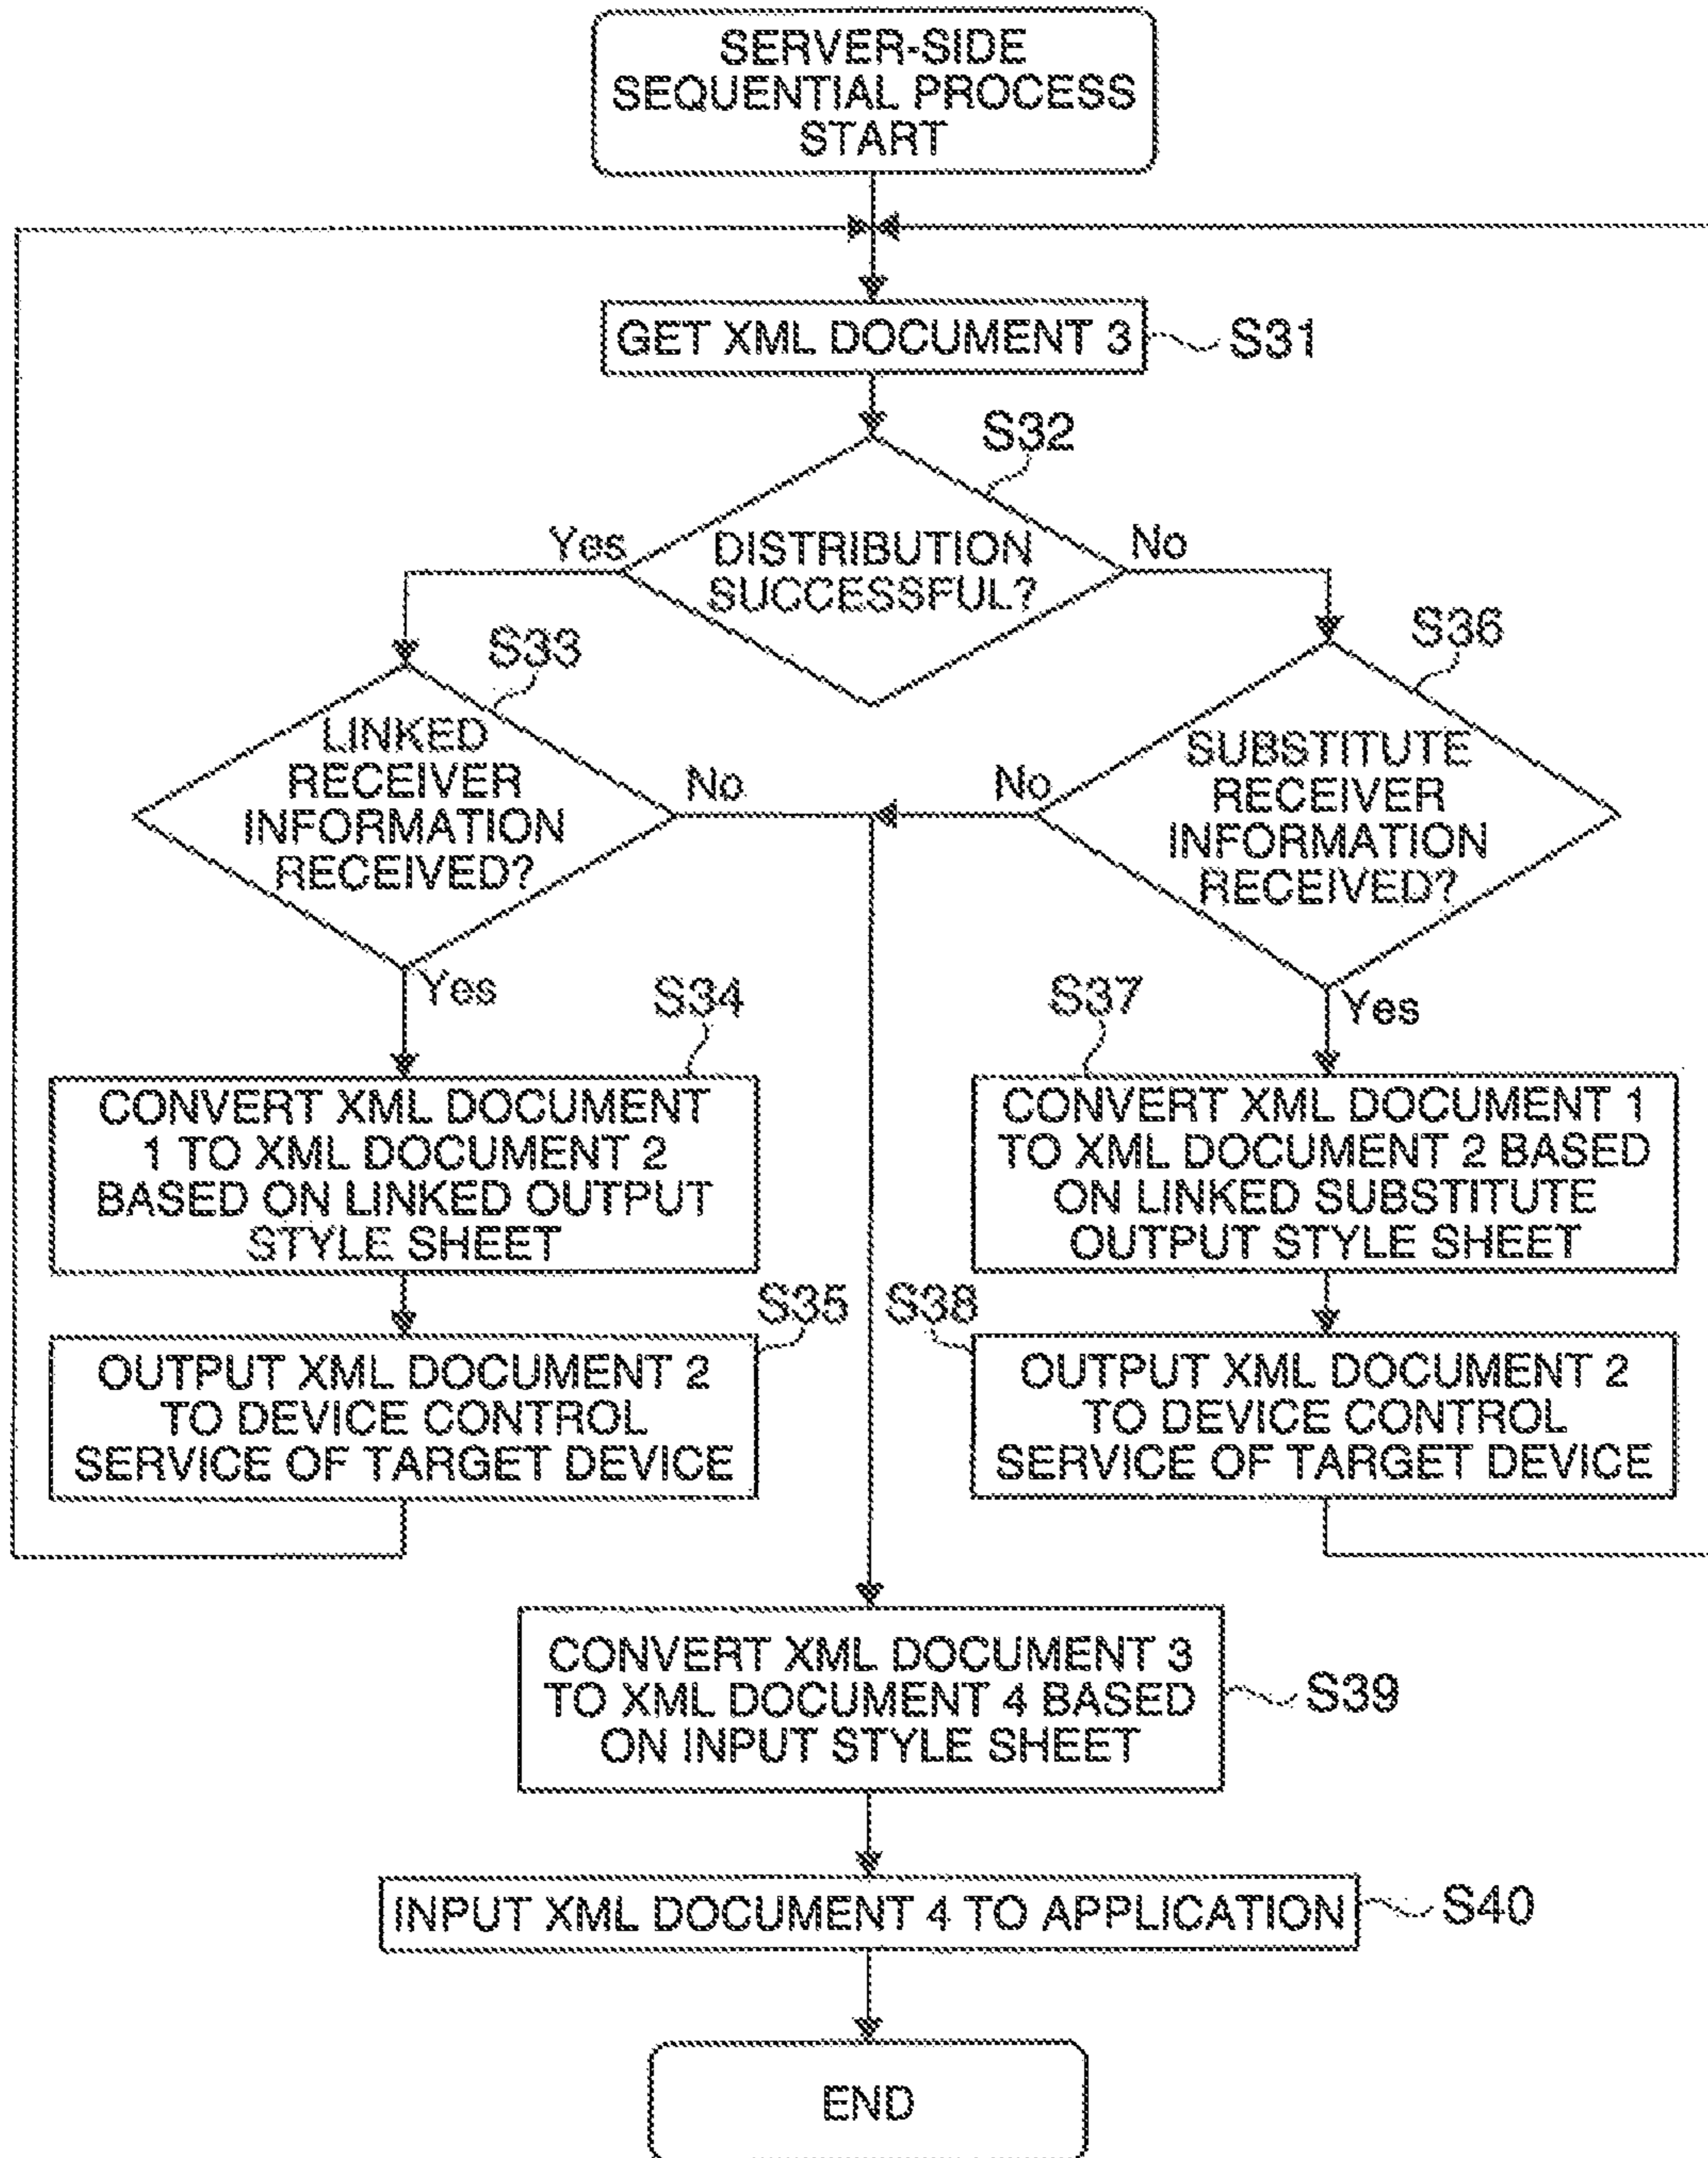 SERVER-SIDE
SEQUENTIAL PROCESS
START
GET XML DOCUMENT 3
S31
S32
DISTRIBUTION
SUCCESSFUL?
Yes
No
S33
LINKED
RECEIVER
INFORMATION
RECEIVED?
No
Yes
S36
SUBSTITUTE
RECEIVER
INFORMATION
RECEIVED?
No
Yes
S34
CONVERT XML DOCUMENT
1 TO XML DOCUMENT 2
BASED ON LINKED OUTPUT
STYLE SHEET
S37
CONVERT XML DOCUMENT 1
TO XML DOCUMENT 2 BASED
ON LINKED SUBSTITUTE
OUTPUT STYLE SHEET
S35
OUTPUT XML DOCUMENT 2
TO DEVICE CONTROL
SERVICE OF TARGET DEVICE
S38
OUTPUT XML DOCUMENT 2
TO DEVICE CONTROL
SERVICE OF TARGET DEVICE
CONVERT XML DOCUMENT 3
TO XML DOCUMENT 4 BASED
ON INPUT STYLE SHEET
S39
INPUT XML DOCUMENT 4 TO APPLICATION
S40
END